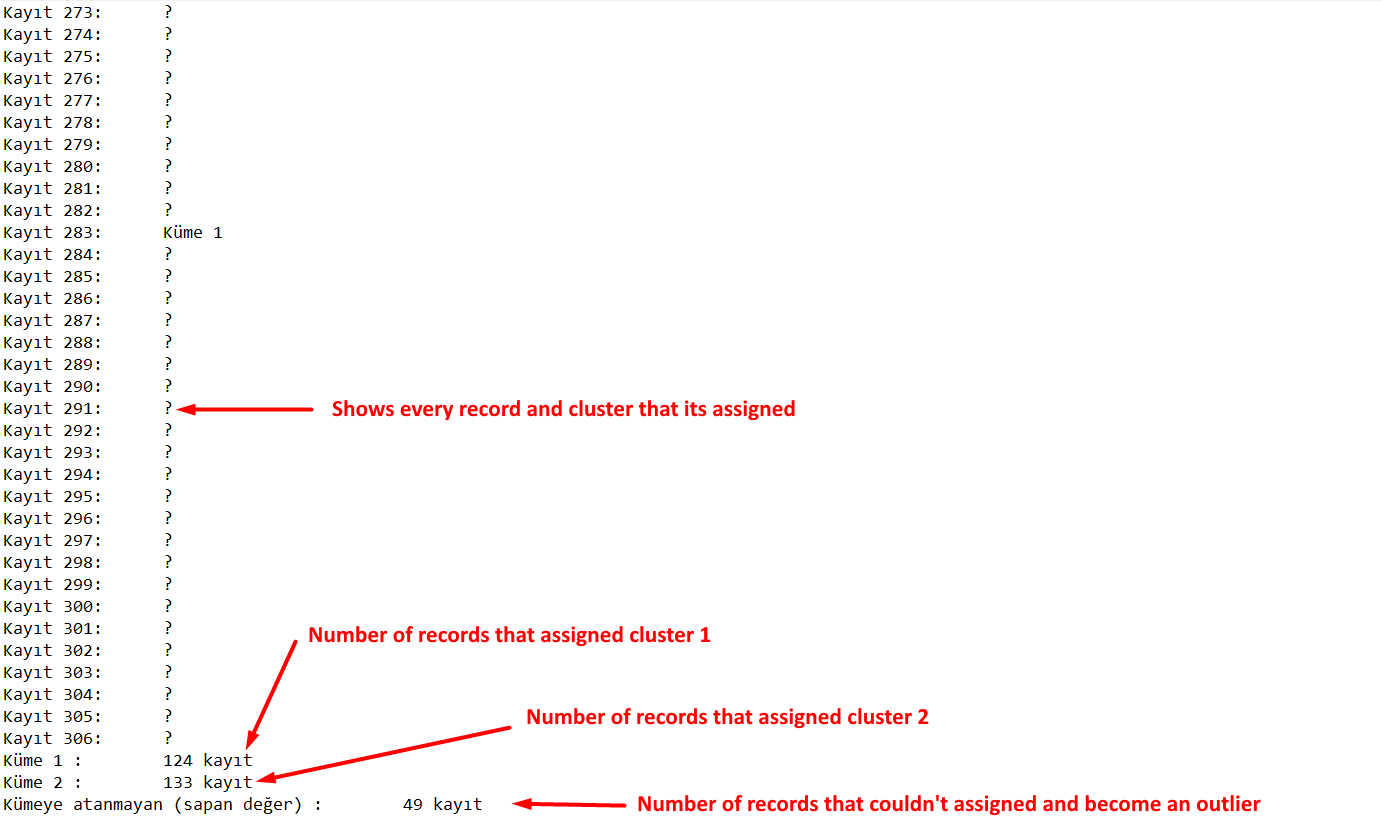 Kayıt 273: ?
Kayıt 274: ?
Kayıt 275: ?
Kayıt 276: ?
Kayıt 277: ?
Kayıt 278: ?
Kayıt 279: ?
Kayıt 280: ?
Kayıt 281: ?
Kayıt 282: ?
Kayıt 283: Küme 1
Kayıt 284: ?
Kayıt 285: ?
Kayıt 286: ?
Kayıt 287: ?
Kayıt 288: ?
Kayıt 289: ?
Kayıt 290: ?
Kayıt 291: ? Shows every record and cluster that its assigned
Kayıt 292: ?
Kayıt 293: ?
Kayıt 294: ?
Kayıt 295: ?
Kayıt 296: ?
Kayıt 297: ?
Kayıt 298: ?
Kayıt 299: ?
Kayıt 300: ?
Kayıt 301: ?
Number of records that assigned cluster 1
Kayıt 302: ?
Kayıt 303: ?
Kayıt 304: ?
Kayıt 305: ?
Number of records that assigned cluster 2
Kayıt 306: ?
Küme 1 : 124 kayıt
Küme 2 : 133 kayıt
Kümeye atanmayan (sapan değer) : 49 kayıt Number of records that couldn't assigned and become an outlier